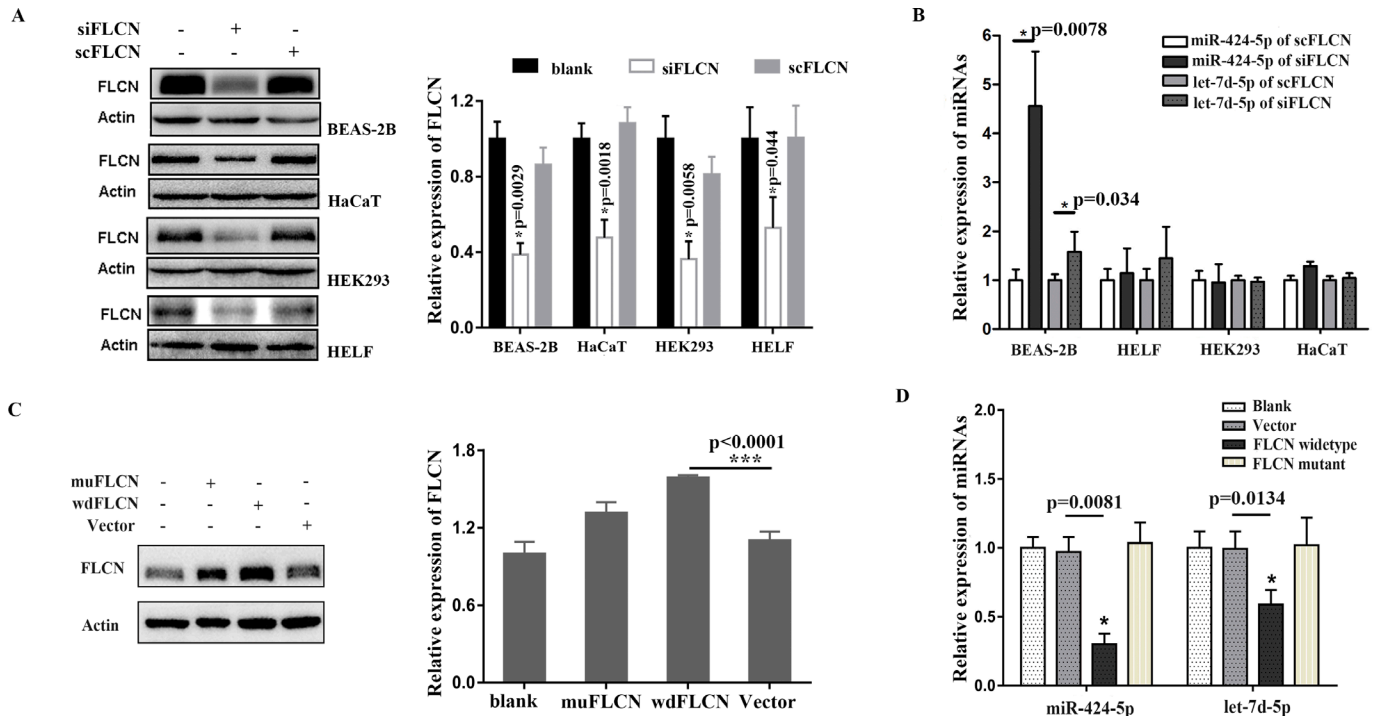 A
siFLCN - + -
scFLCN - - +
FLCN
Actin
BEAS-2B
FLCN
Actin
HaCaT
FLCN
Actin
HEK293
FLCN
Actin
HELF
blank siFLCN scFLCN
Relative expression of FLCN
1.2
0.8
0.4
0.0
* p=0.0029
* p=0.0018
* p=0.0058
* p=0.044
BEAS-2B HaCaT HEK293 HELF
B
Relative expression of miRNAs
6
5
4
3
2
1
0
* p=0.0078
* p=0.034
miR-424-5p of scFLCN
miR-424-5p of siFLCN
let-7d-5p of scFLCN
let-7d-5p of siFLCN
BEAS-2B HELF HEK293 HaCaT
C
muFLCN - + - -
wdFLCN - - + -
Vector - - - +
FLCN
Actin
Relative expression of FLCN
1.8
1.2
0.6
0.0
p<0.0001
***
blank muFLCN wdFLCN Vector
D
Relative expression of miRNAs
2.0
1.5
1.0
0.5
0.0
Blank
Vector
FLCN widetype
FLCN mutant
p=0.0081
p=0.0134
*
*
miR-424-5p let-7d-5p